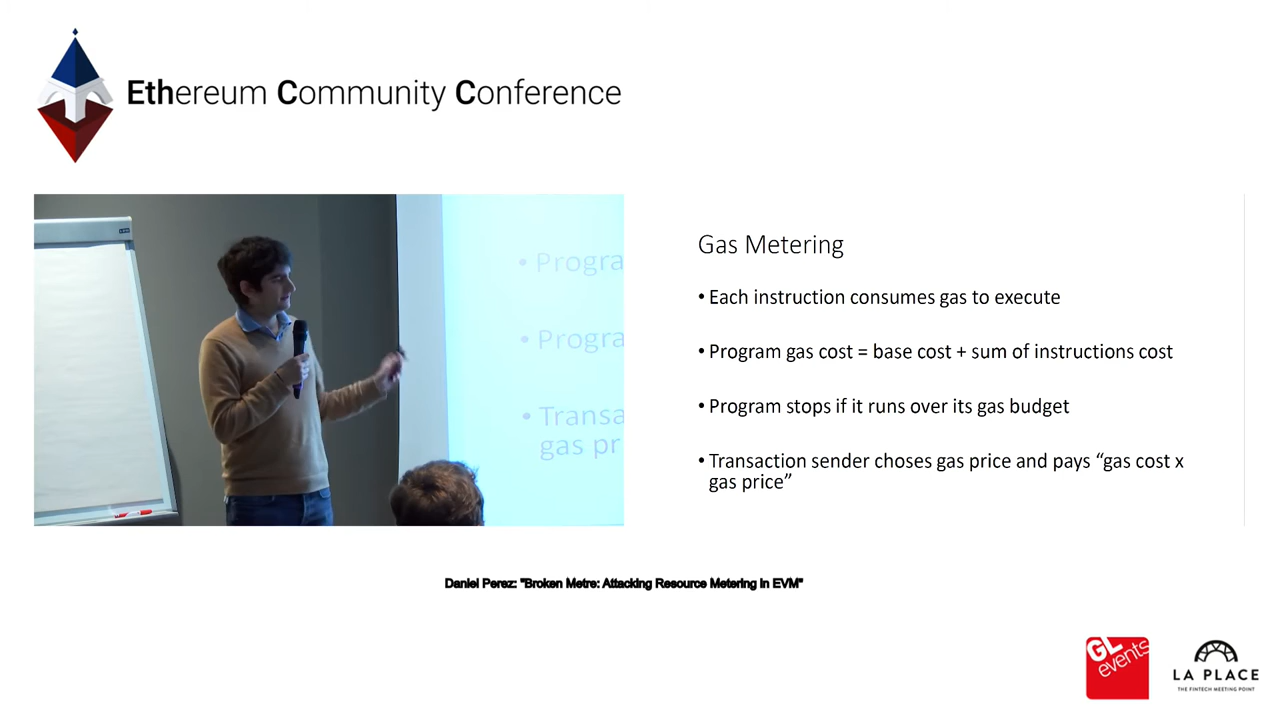 Ethereum Community Conference
• Progra
• Progra
• Transa
gas pr
Gas Metering
• Each instruction consumes gas to execute
• Program gas cost = base cost + sum of instructions cost
• Program stops if it runs over its gas budget
• Transaction sender choses gas price and pays “gas cost x
gas price”
Daniel Perez: "Broken Metre: Attacking Resource Metering in EVM"
GL
events
LA PLACE
THE FINTECH MEETING POINT